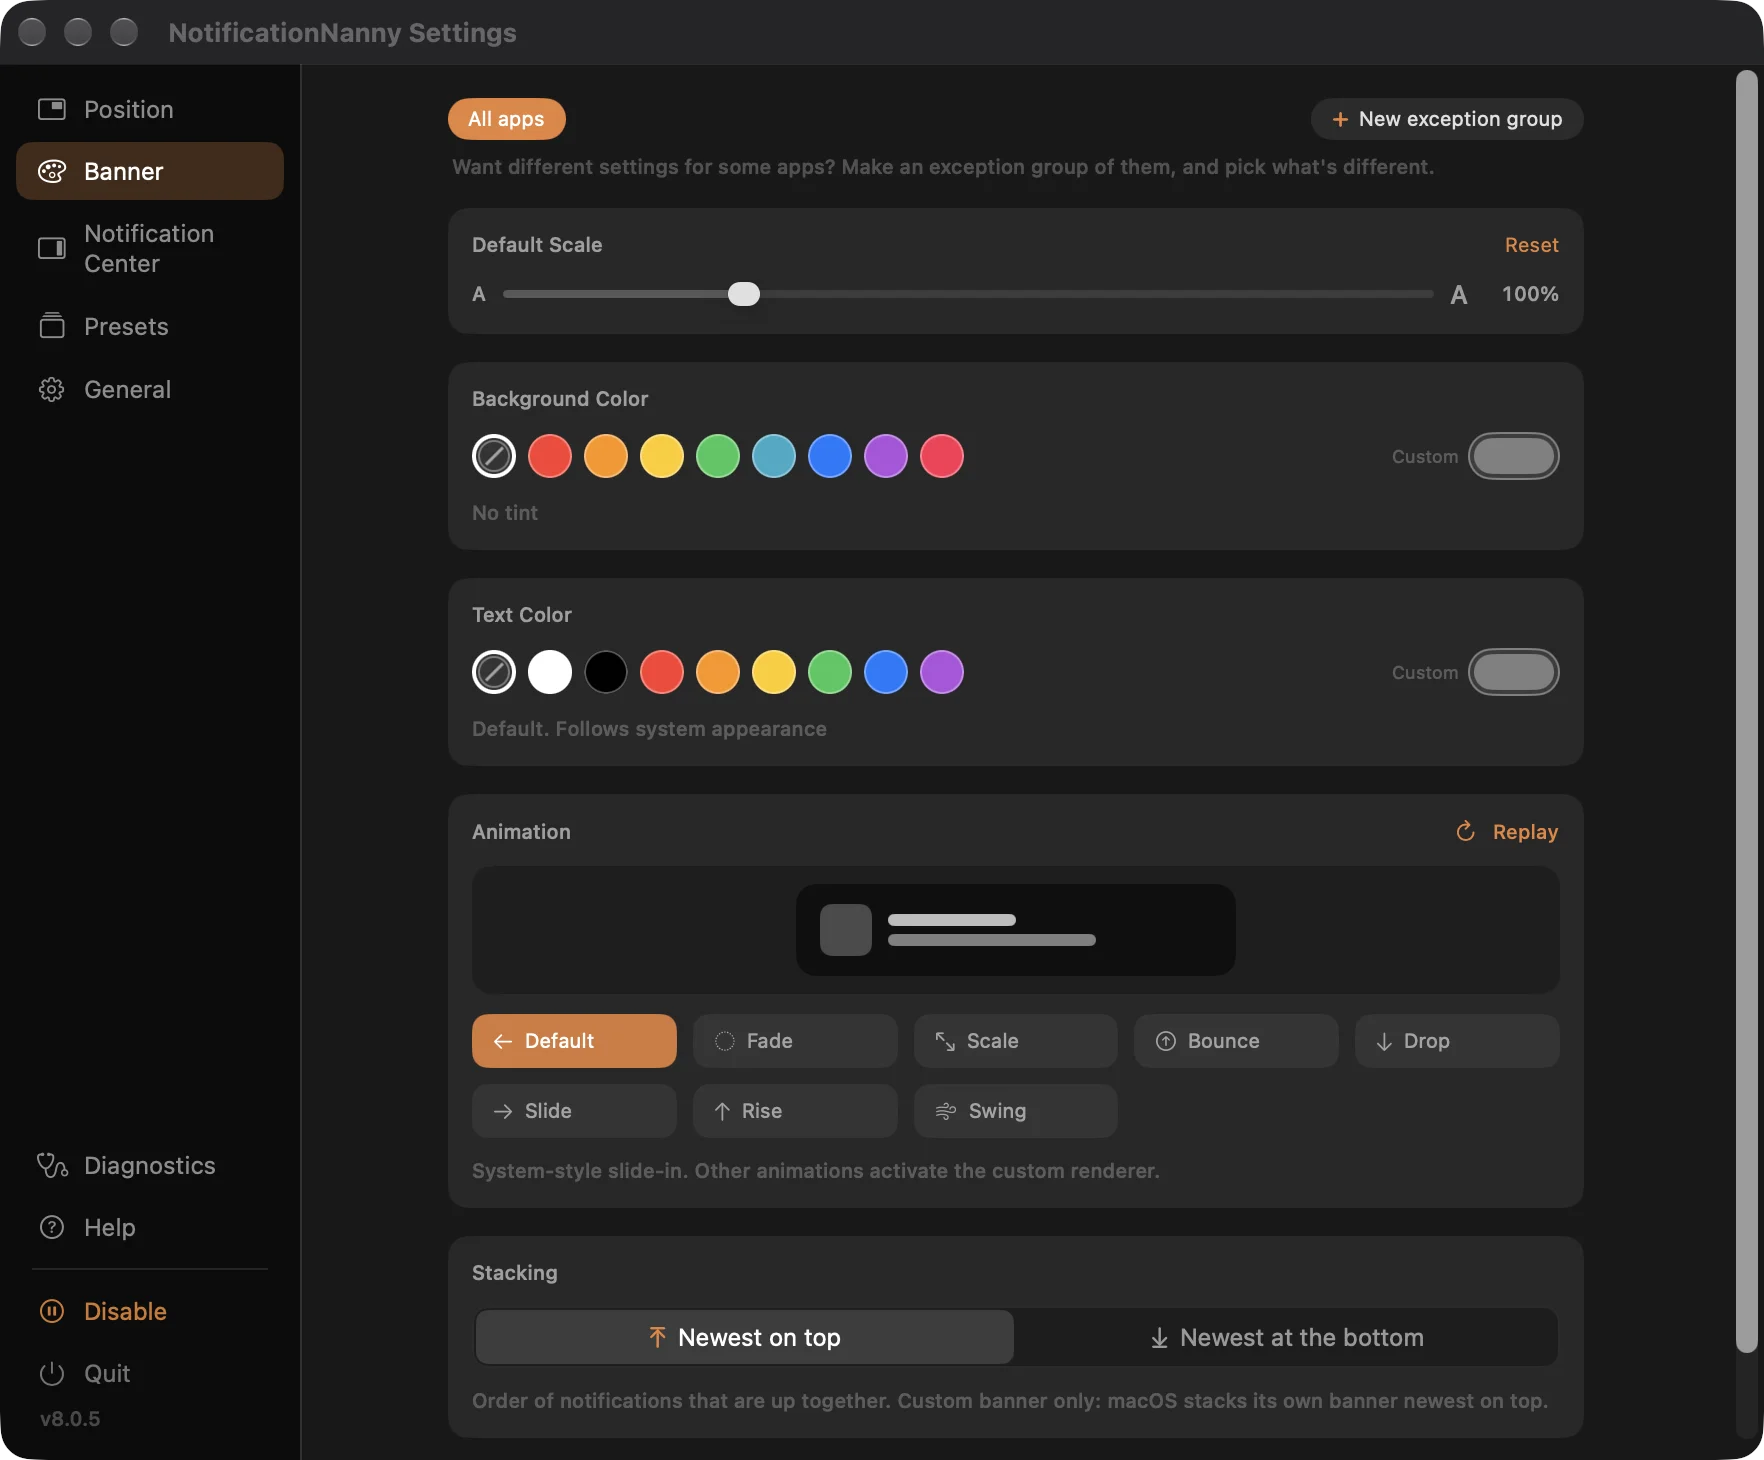 NotificationNanny Settings
Position
Banner
Notification
Center
Presets
General
Diagnostics
Help
Disable
Quit
v8.0.5
All apps
+ New exception group
Want different settings for some apps? Make an exception group of them, and pick what's different.
Default Scale
Reset
A
A
100%
Background Color
Custom
No tint
Text Color
Custom
Default. Follows system appearance
Animation
Replay
Default
Fade
Scale
Bounce
Drop
Slide
Rise
Swing
System-style slide-in. Other animations activate the custom renderer.
Stacking
Newest on top
Newest at the bottom
Order of notifications that are up together. Custom banner only: macOS stacks its own banner newest on top.